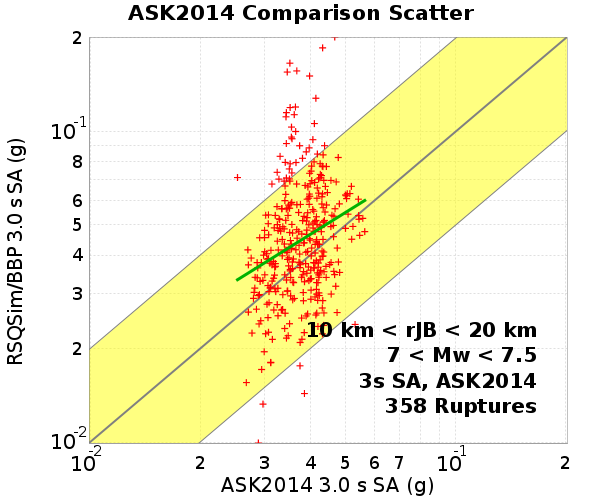 ASK2014 Comparison Scatter
RSQSim/BBP 3.0 s SA (g)
2
10^-1
8
6
5
4
3
2
10^-2
10 km < rJB < 20 km
7 < Mw < 7.5
3s SA, ASK2014
358 Ruptures
10^-2 2 3 4 5 6 7 10^-1 2
ASK2014 3.0 s SA (g)